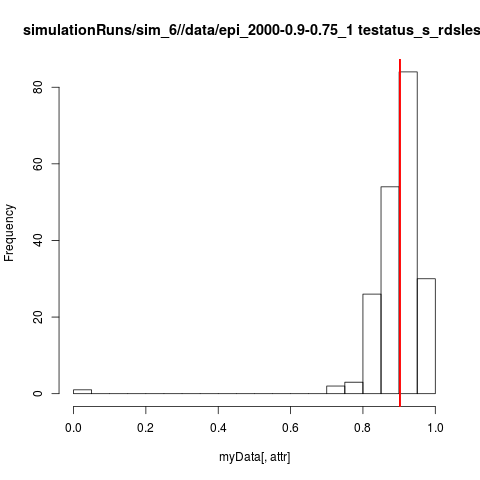 simulationRuns/sim_6//data/epi_2000-0.9-0.75_1 testatus_s_rdsles
Frequency
0
20
40
60
80
0.0 0.2 0.4 0.6 0.8 1.0
myData[, attr]